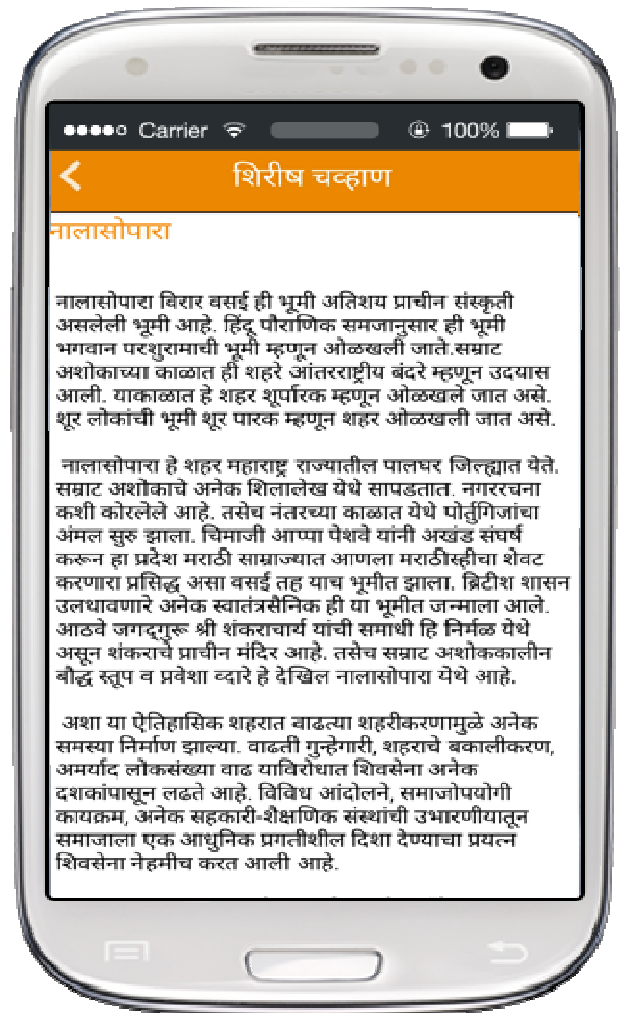 Carrier 100%
शिरीष चव्हाण
नालासोपारा
नालासोपारा विरार वसई ही भूमी अतिशय प्राचीन संस्कृती
असलेली भूमी आहे. हिंदू पौराणिक समजानुसार ही भूमी
भगवान परशुरामाची भूमी म्हणून ओळखली जाते.सम्राट
अशोकाच्या काळात ही शहरे आंतरराष्ट्रीय बंदरे म्हणून उदयास
आली. याकाळात हे शहर शूर्पारक म्हणून ओळखले जात असे.
शूर लोकांची भूमी शूर पारक म्हणून शहर ओळखली जात असे.
नालासोपारा हे शहर महाराष्ट्र राज्यातील पालघर जिल्ह्यात येते.
सम्राट अशोकाचे अनेक शिलालेख येथे सापडतात. नगररचना
कशी कोरलेले आहे. तसेच नंतरच्या काळात येथे पोर्तुगिजांचा
अंमल सुरु झाला. चिमाजी आप्पा पेशवे यांनी अखंड संघर्ष
करून हा प्रदेश मराठी साम्राज्यात आणला मराठीस्हीचा शेवट
करणारा प्रसिद्ध असा वसई तह याच भूमीत झाला. ब्रिटीश शासन
उलधावणारे अनेक स्वातंत्रसैनिक ही या भूमीत जन्माला आले.
आठवे जगद्गुरू श्री शंकराचार्य यांची समाधी हि निर्मळ येथे
असून शंकराचे प्राचीन मंदिर आहे. तसेच सम्राट अशोककालीन
बौद्ध स्तूप व प्रवेशा व्दारे हे देखिल नालासोपारा येथे आहे.
अशा या ऐतिहासिक शहरात वाढत्या शहरीकरणामुळे अनेक
समस्या निर्माण झाल्या. वाढती गुन्हेगारी, शहराचे बकालीकरण,
अमर्याद लोकसंख्या वाढ याविरोधात शिवसेना अनेक
दशकांपासून लढते आहे. विविध आंदोलने, समाजोपयोगी
कायक्रम, अनेक सहकारी-शैक्षणिक संस्थांची उभारणीयातून
समाजाला एक आधुनिक प्रगतीशील दिशा देण्याचा प्रयत्न
शिवसेना नेहमीच करत आली आहे.